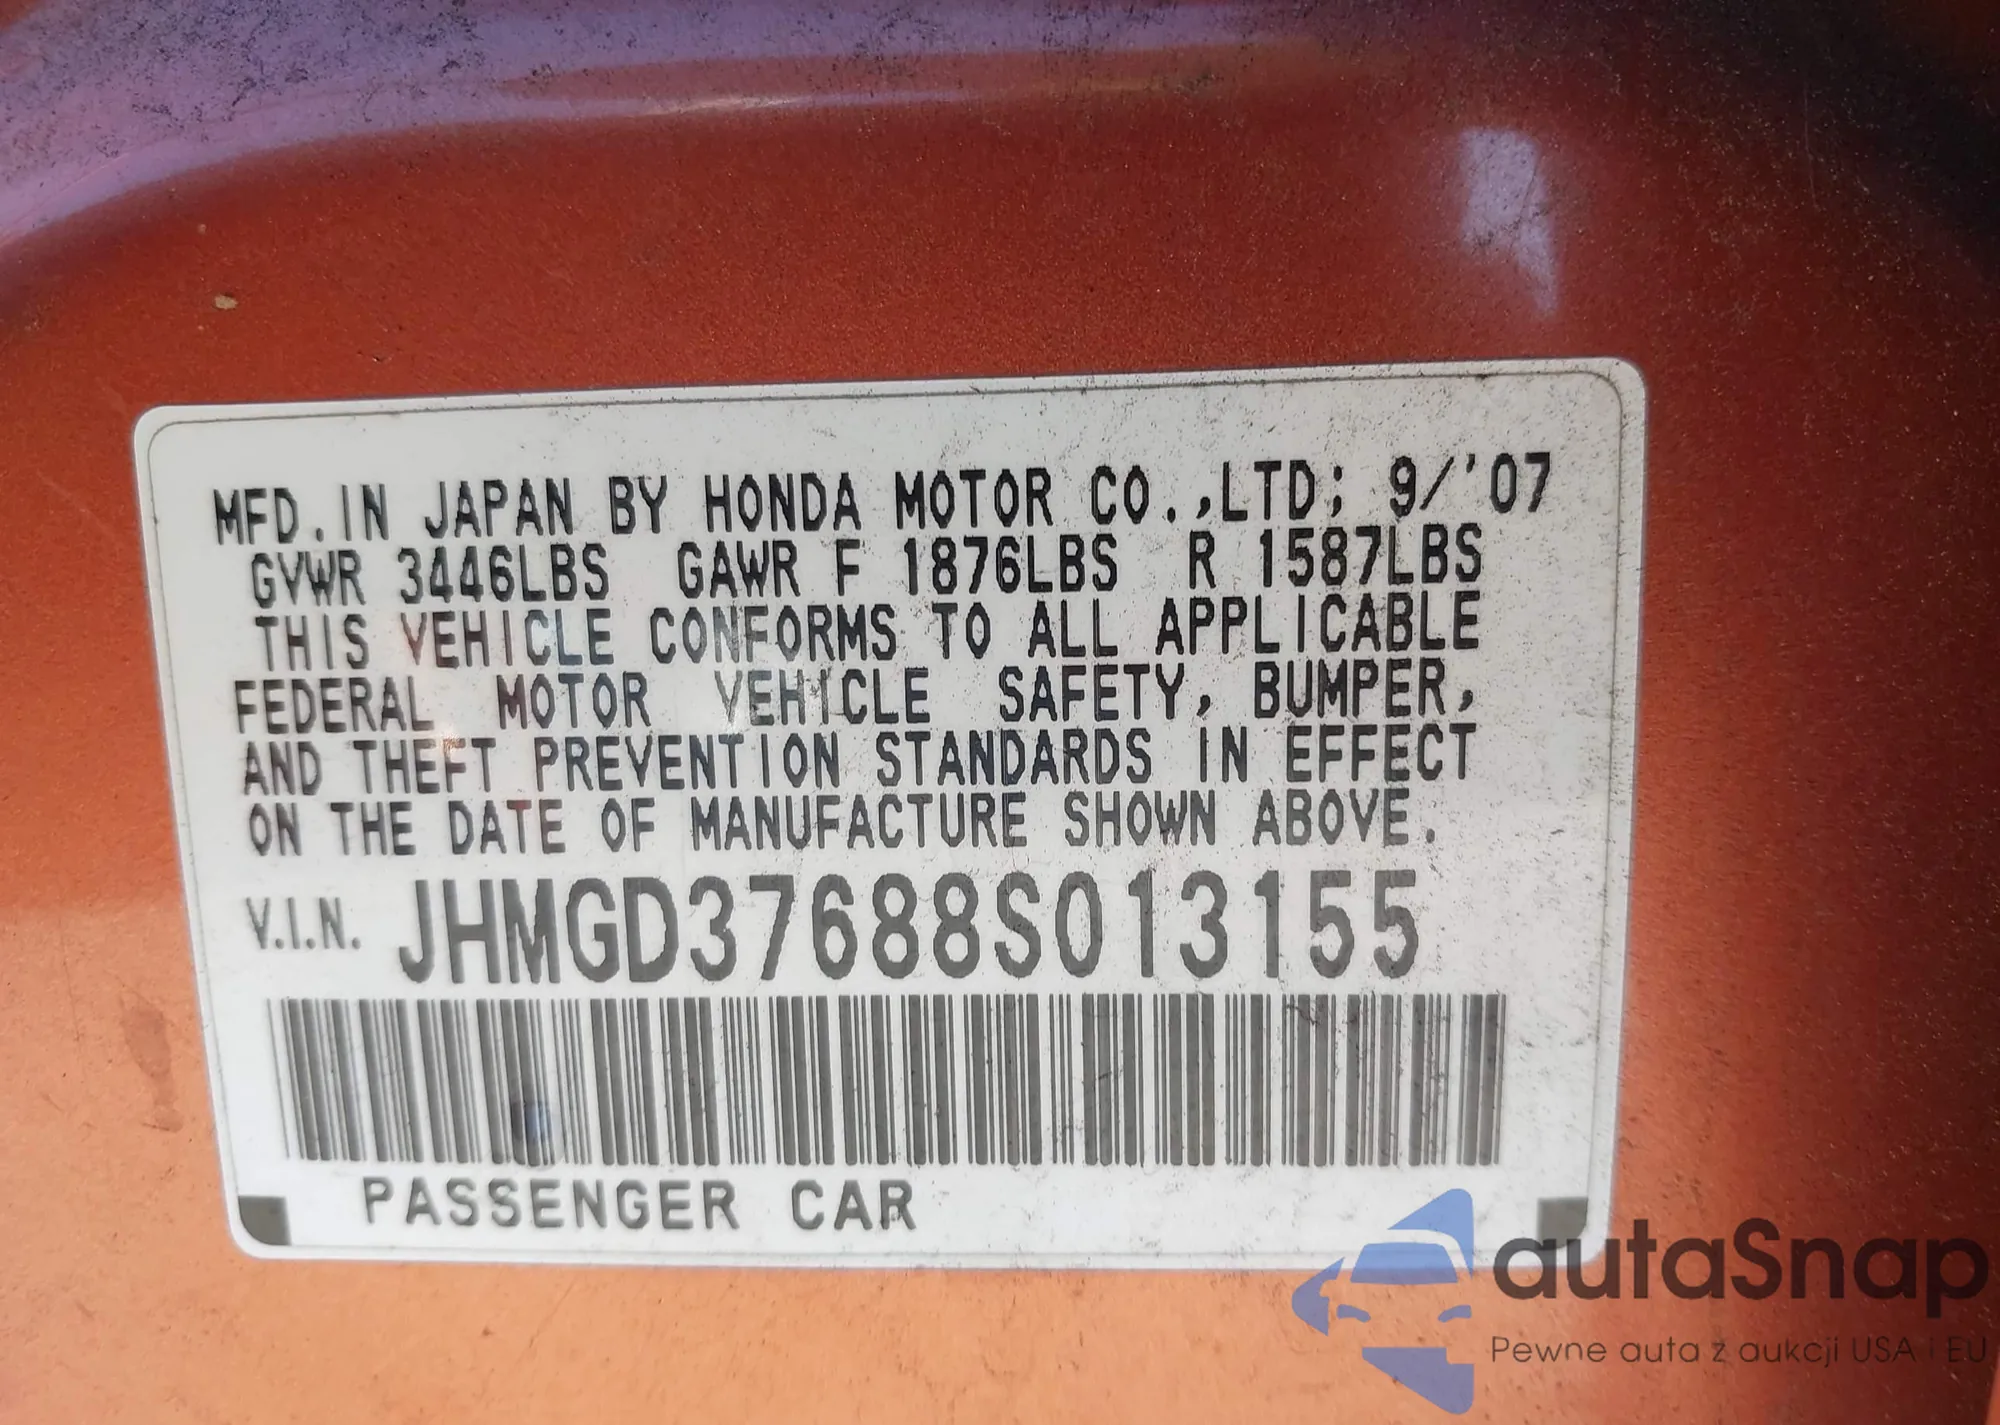 MFD. IN JAPAN BY HONDA MOTOR CO.,LTD; 9/'07
GVWR 3446LBS GAWR F 1876LBS R 1587LBS
THIS VEHICLE CONFORMS TO ALL APPLICABLE
FEDERAL MOTOR VEHICLE SAFETY, BUMPER,
AND THEFT PREVENTION STANDARDS IN EFFECT
ON THE DATE OF MANUFACTURE SHOWN ABOVE.
V.I.N. JHMGD37688S013155
PASSENGER CAR
autaSnap
Pewne auta z aukcji USA i EU